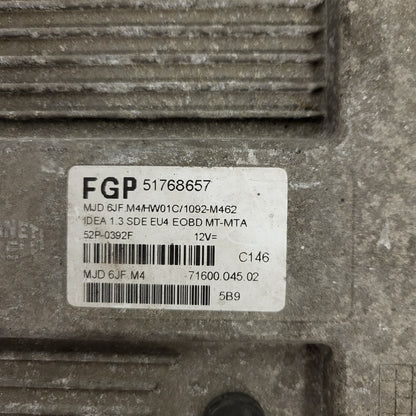 FGP 51768657
MJD 6JF.M4/HW01C/1092-M462
IDEA 1.3 SDE EU4 EOBD MT-MTA
52P-0392F 12V=
C146
MJD 6JF.M4 71600.045.02
5B9